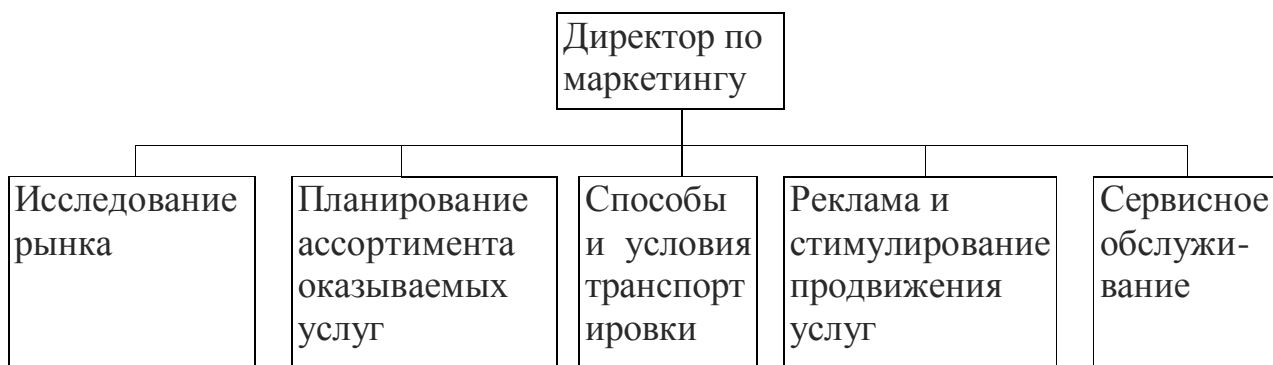 Директор по
маркетингу
Исследование
рынка
Планирование
ассортимента
оказываемых
услуг
Способы
и условия
транспорт
ировки
Реклама и
стимулирование
продвижения
услуг
Сервисное
обслужи-
вание